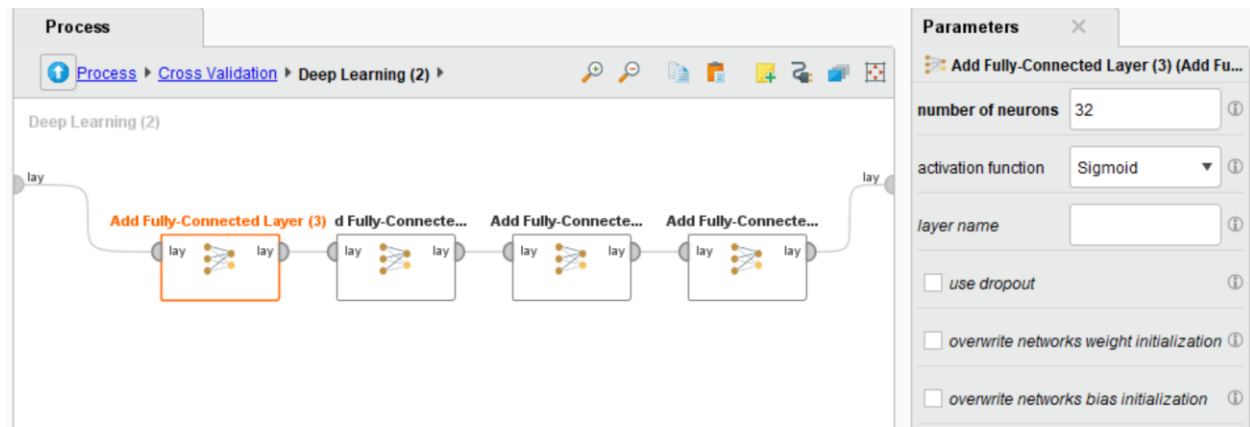 Process
Process Cross Validation Deep Learning (2)
Deep Learning (2)
lay
lay
Add Fully-Connected Layer (3) d Fully-Connecte... Add Fully-Connecte... Add Fully-Connecte...
lay lay lay lay lay lay lay lay
Parameters
Add Fully-Connected Layer (3) (Add Fu...
number of neurons 32
activation function Sigmoid
layer name
use dropout
overwrite networks weight initialization
overwrite networks bias initialization